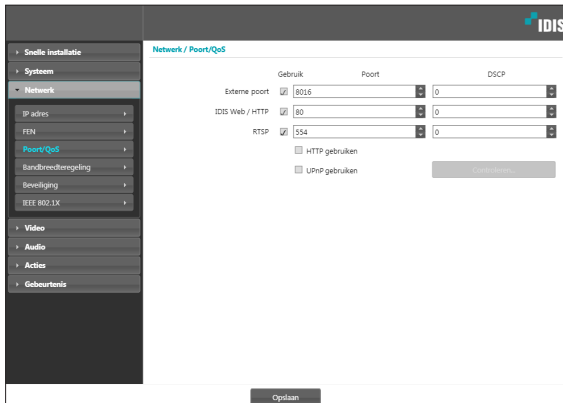 IDIS
Snelle installatie
Systeem
Netwerk
IP adres
FEN
Poort/QoS
Bandbreedteregeling
Beveiliging
IEEE 802.1X
Video
Audio
Acties
Gebeurtenis
Netwerk / Poort/QoS
Gebruik Poort DSCP
Externe poort 8016 0
IDIS Web / HTTP 80 0
RTSP 554 0
HTTP gebruiken
UPnP gebruiken Controleren...
Opslaan